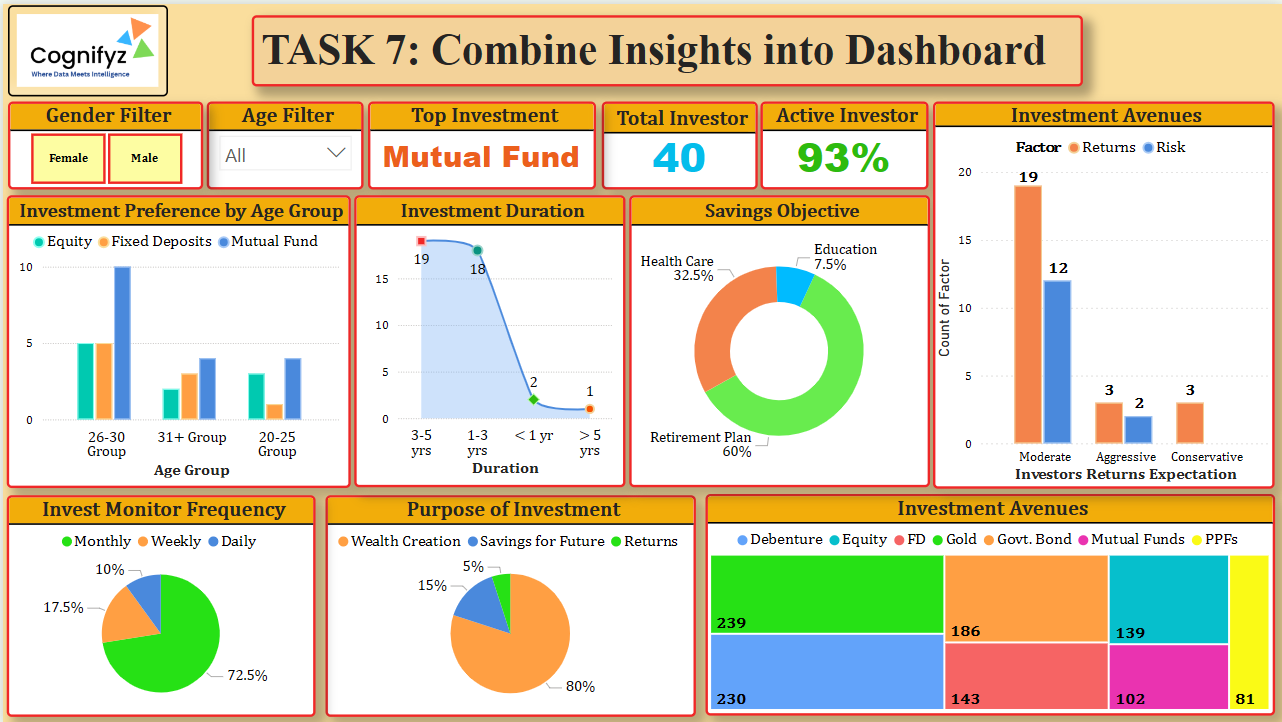 Cognifyz
Where Data Meets Intelligence
TASK 7: Combine Insights into Dashboard
Gender Filter
Female Male
Age Filter
All
Top Investment
Mutual Fund
Total Investor
40
Active Investor
93%
Investment Avenues
Factor Returns Risk
Count of Factor
20
15
10
5
0
19
12
3
2
3
Moderate Aggressive Conservative
Investors Returns Expectation
Investment Preference by Age Group
Equity Fixed Deposits Mutual Fund
10
5
0
26-30
Group
31+ Group
20-25
Group
Age Group
Investment Duration
15
10
5
0
19
18
2
1
3-5
yrs
1-3
yrs
< 1 yr
> 5
yrs
Duration
Savings Objective
Education
7.5%
Health Care
32.5%
Retirement Plan
60%
Invest Monitor Frequency
Monthly Weekly Daily
10%
17.5%
72.5%
Purpose of Investment
Wealth Creation Savings for Future Returns
5%
15%
80%
Investment Avenues
Debenture Equity FD Gold Govt. Bond Mutual Funds PPFs
239
186
139
230
143
102
81